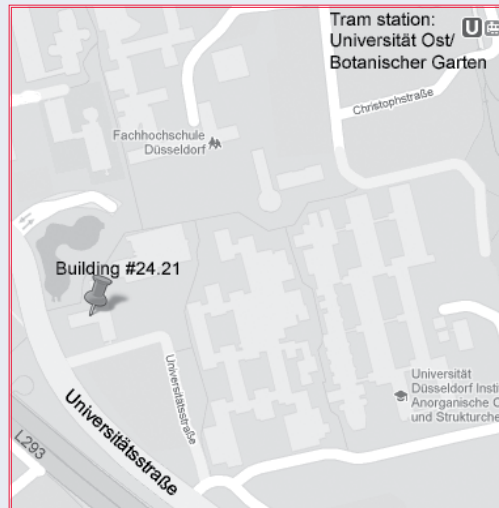 Tram station:
Universität Ost/
Botanischer Garten
U
Christophstraße
Fachhochschule
Düsseldorf
Building #24.21
Universitätsstraße
Universitätsstraße
L293
Universität
Düsseldorf Insti
Anorganische C
und Strukturche